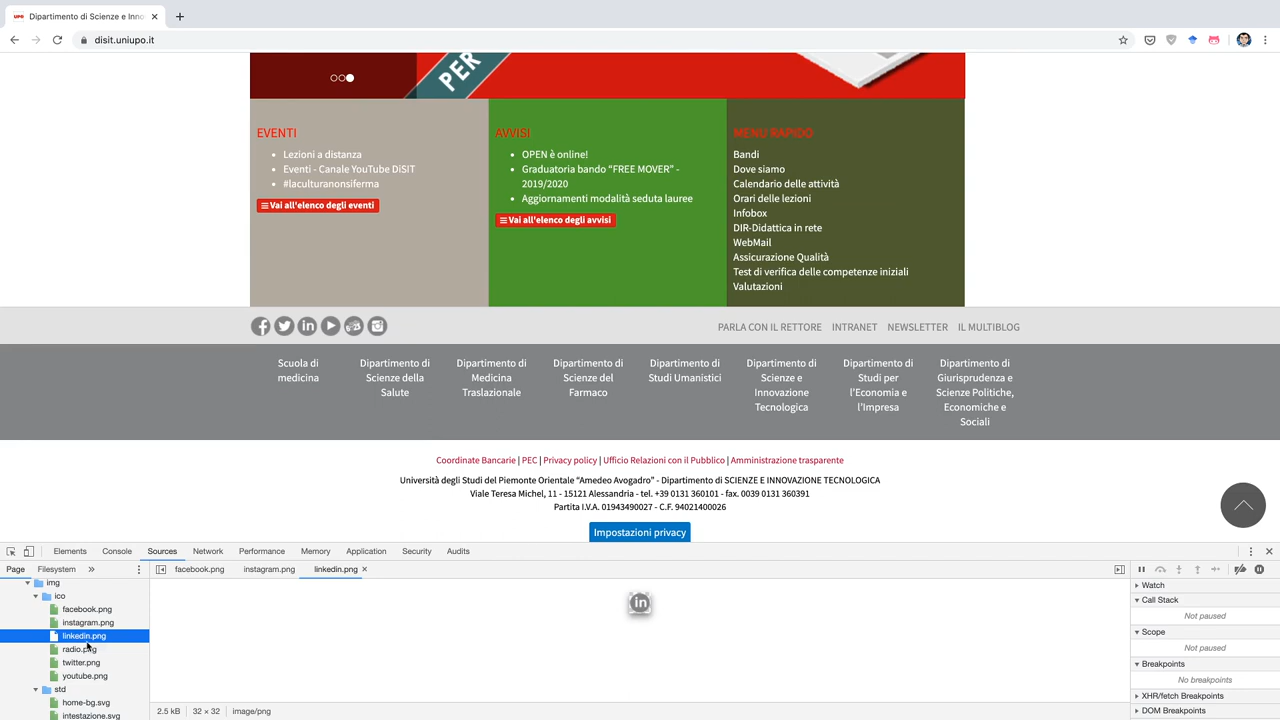 UPO Dipartimento di Scienze e Inno
disit.uniupo.it
PER
EVENTI
Lezioni a distanza
Eventi - Canale YouTube DiSIT
#laculturanonsiferma
Vai all'elenco degli eventi
AVVISI
OPEN è online!
Graduatoria bando “FREE MOVER” -
2019/2020
Aggiornamenti modalità seduta lauree
Vai all'elenco degli avvisi
MENU RAPIDO
Bandi
Dove siamo
Calendario delle attività
Orari delle lezioni
Infobox
DIR-Didattica in rete
WebMail
Assicurazione Qualità
Test di verifica delle competenze iniziali
Valutazioni
in
PARLA CON IL RETTORE INTRANET NEWSLETTER IL MULTIBLOG
Scuola di
medicina
Dipartimento di
Scienze della
Salute
Dipartimento di
Medicina
Traslazionale
Dipartimento di
Scienze del
Farmaco
Dipartimento di
Studi Umanistici
Dipartimento di
Scienze e
Innovazione
Tecnologica
Dipartimento di
Studi per
l’Economia e
l’Impresa
Dipartimento di
Giurisprudenza e
Scienze Politiche,
Economiche e
Sociali
Coordinate Bancarie | PEC | Privacy policy | Ufficio Relazioni con il Pubblico | Amministrazione trasparente
Università degli Studi del Piemonte Orientale “Amedeo Avogadro” - Dipartimento di SCIENZE E INNOVAZIONE TECNOLOGICA
Viale Teresa Michel, 11 - 15121 Alessandria - tel. +39 0131 360101 - fax. 0039 0131 360391
Partita I.V.A. 01943490027 - C.F. 94021400026
Impostazioni privacy
Elements Console Sources Network Performance Memory Application Security Audits
Page Filesystem »
facebook.png instagram.png linkedin.png
img
ico
facebook.png
instagram.png
linkedin.png
radio.png
twitter.png
youtube.png
std
home-bg.svg
intestazione.svg
in
2.5 kB 32 × 32 image/png
Watch
Call Stack
Not paused
Scope
Not paused
Breakpoints
No breakpoints
XHR/fetch Breakpoints
DOM Breakpoints